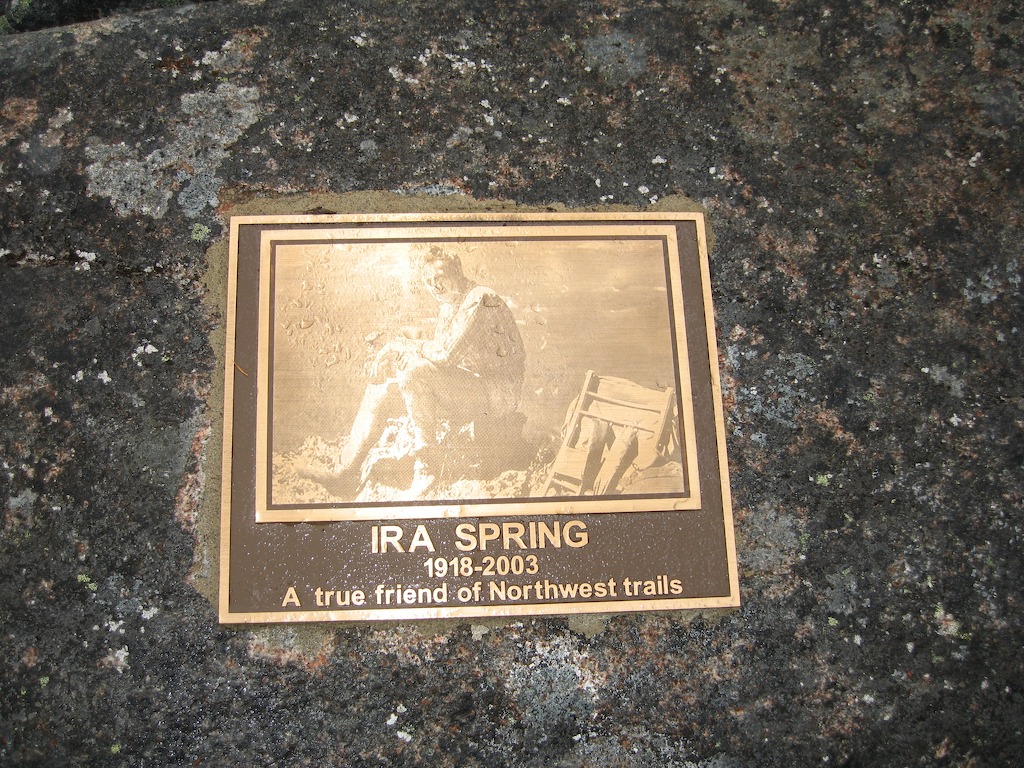 IRA SPRING
1918-2003
A true friend of Northwest trails